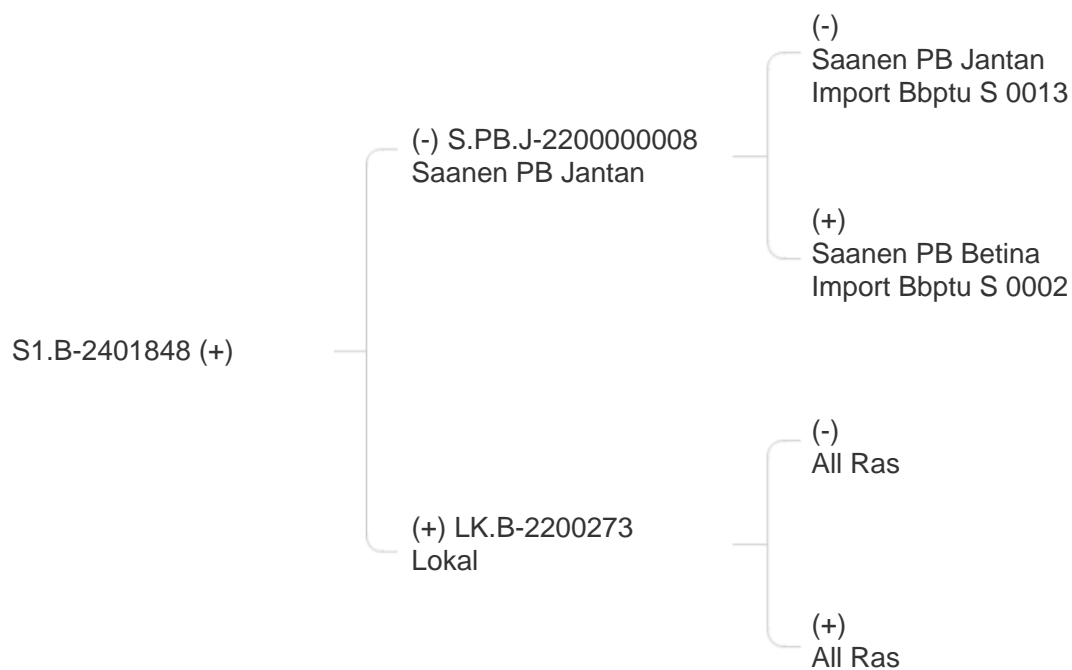 (-)
Saanen PB Jantan
Import Bbptu S 0013
(-) S.PB.J-2200000008
Saanen PB Jantan
(+)
Saanen PB Betina
Import Bbptu S 0002
S1.B-2401848 (+)
(-)
All Ras
(+) LK.B-2200273
Lokal
(+)
All Ras